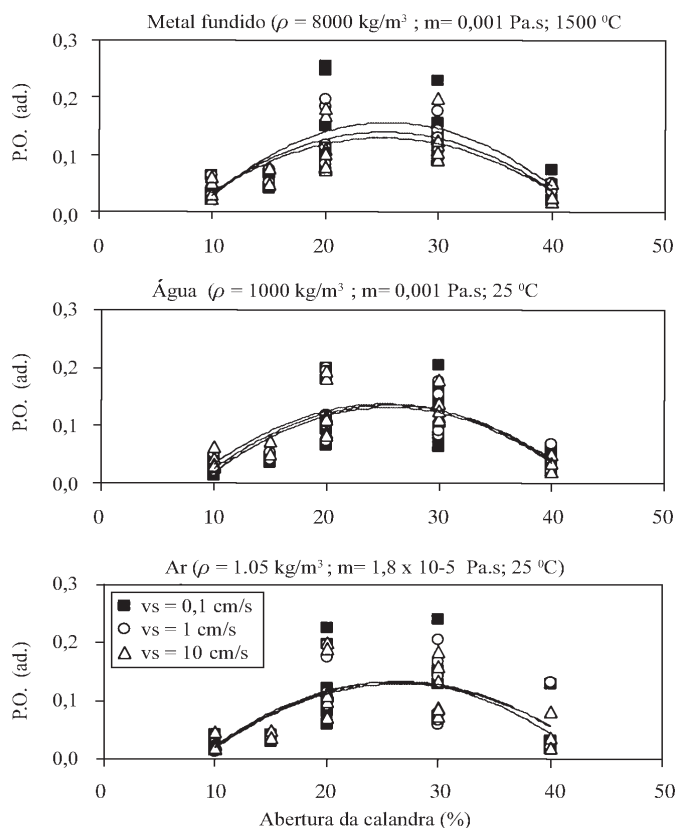 Metal fundido (ρ = 8000 kg/m³ ; m= 0,001 Pa.s; 1500 ⁰C
0,3
0,2
0,1
0,0
P.O. (ad.)
0 10 20 30 40 50
Água (ρ = 1000 kg/m³ ; m= 0,001 Pa.s; 25 ⁰C
0,3
0,2
0,1
0,0
P.O. (ad.)
0 10 20 30 40 50
Ar (ρ = 1.05 kg/m³ ; m= 1,8 x 10-5 Pa.s; 25 ⁰C)
0,3
0,2
0,1
0,0
P.O. (ad.)
vs = 0,1 cm/s
vs = 1 cm/s
vs = 10 cm/s
0 10 20 30 40 50
Abertura da calandra (%)